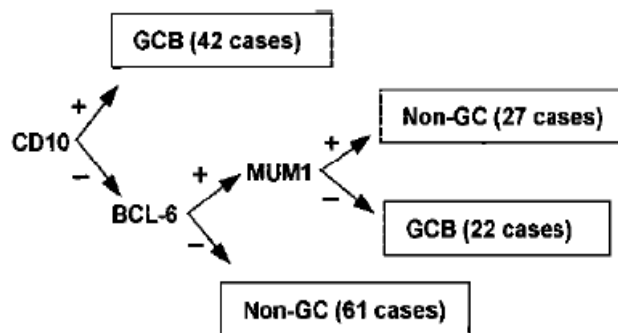 GCB (42 cases)
+
CD10
−
Non-GC (27 cases)
+
+
MUM1
−
BCL-6
−
GCB (22 cases)
Non-GC (61 cases)